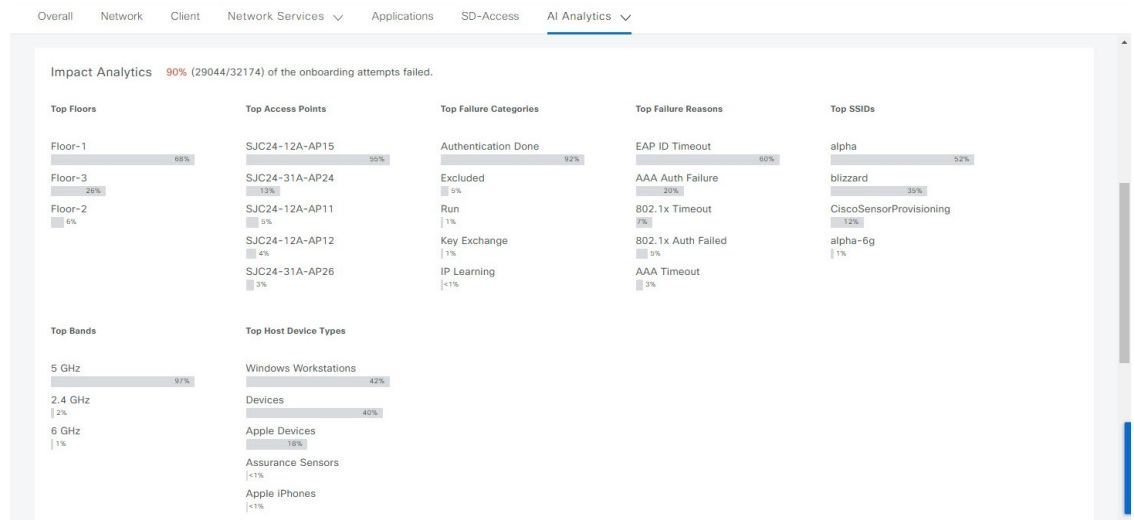 Overall Network Client Network Services Applications SD-Access AI Analytics
Impact Analytics 90% (29044/32174) of the onboarding attempts failed.
Top Floors Top Access Points Top Failure Categories Top Failure Reasons Top SSIDs
Floor-1 SJC24-12A-AP15 Authentication Done EAP ID Timeout alpha
68% 55% 92% 60% 52%
Floor-3 SJC24-31A-AP24 Excluded AAA Auth Failure blizzard
26% 13% 5% 20% 35%
Floor-2 SJC24-12A-AP11 Run 802.1x Timeout CiscoSensorProvisioning
6% 5% 1% 7% 12%
SJC24-12A-AP12 Key Exchange 802.1x Auth Failed alpha-6g
4% 1% 5% 1%
SJC24-31A-AP26 IP Learning AAA Timeout
3% <1% 3%
Top Bands Top Host Device Types
5 GHz Windows Workstations
97% 42%
2.4 GHz Devices
2% 40%
6 GHz Apple Devices
1% 18%
Assurance Sensors
<1%
Apple iPhones
<1%